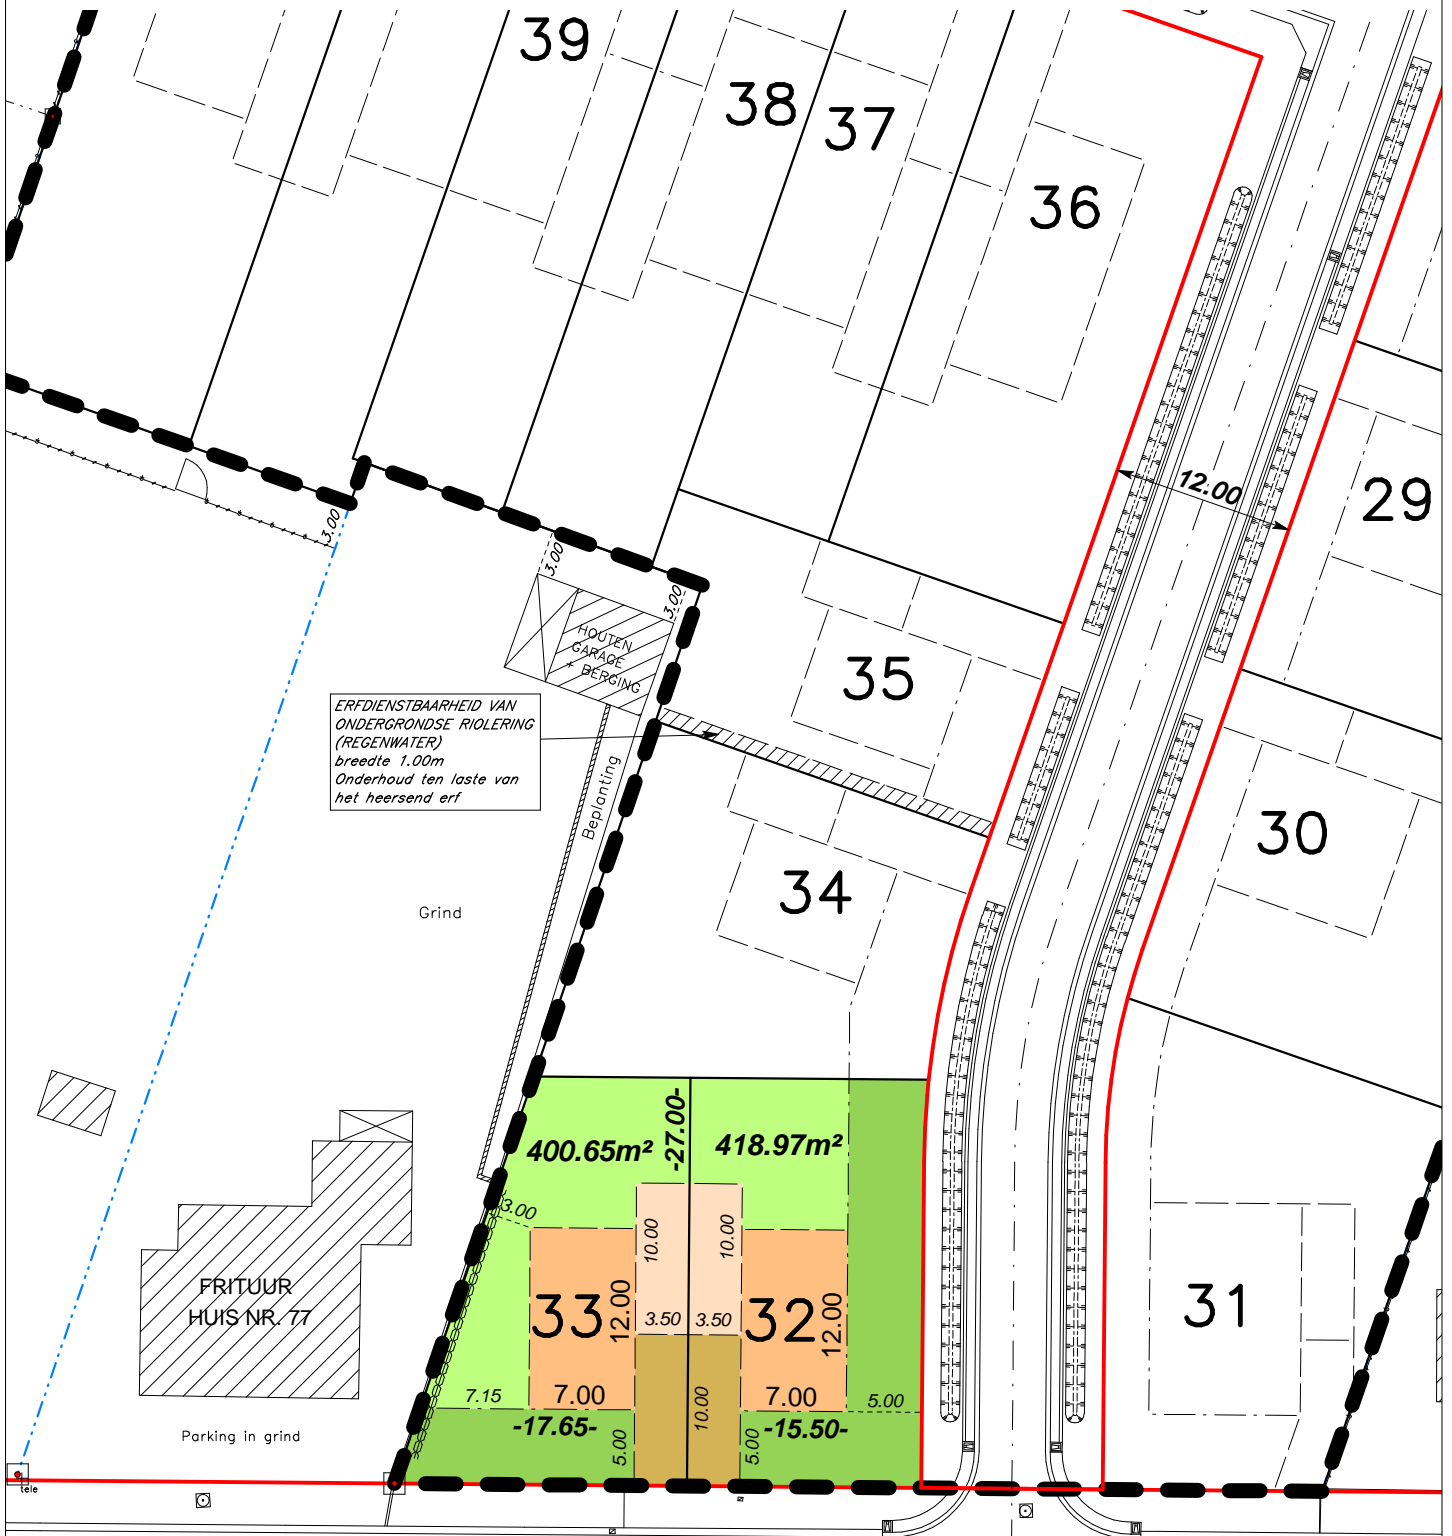 39
38
37
36
12.00
29
3.00
3.00
3.00
HOUTEN
GARAGE
+ BERGING
35
ERFDIENSTBAARHEID VAN
ONDERGRONDSE RIOLERING
(REGENWATER)
breedte 1.00m
Onderhoud ten laste van
het heersend erf
Beplanting
30
34
Grind
-27.00-
400.65m²
418.97m²
3.00
10.00
10.00
FRITUUR
HUIS NR. 77
33
12.00
3.50
3.50
32
12.00
31
7.15
7.00
10.00
7.00
5.00
-17.65-
-15.50-
5.00
5.00
Parking in grind
tele